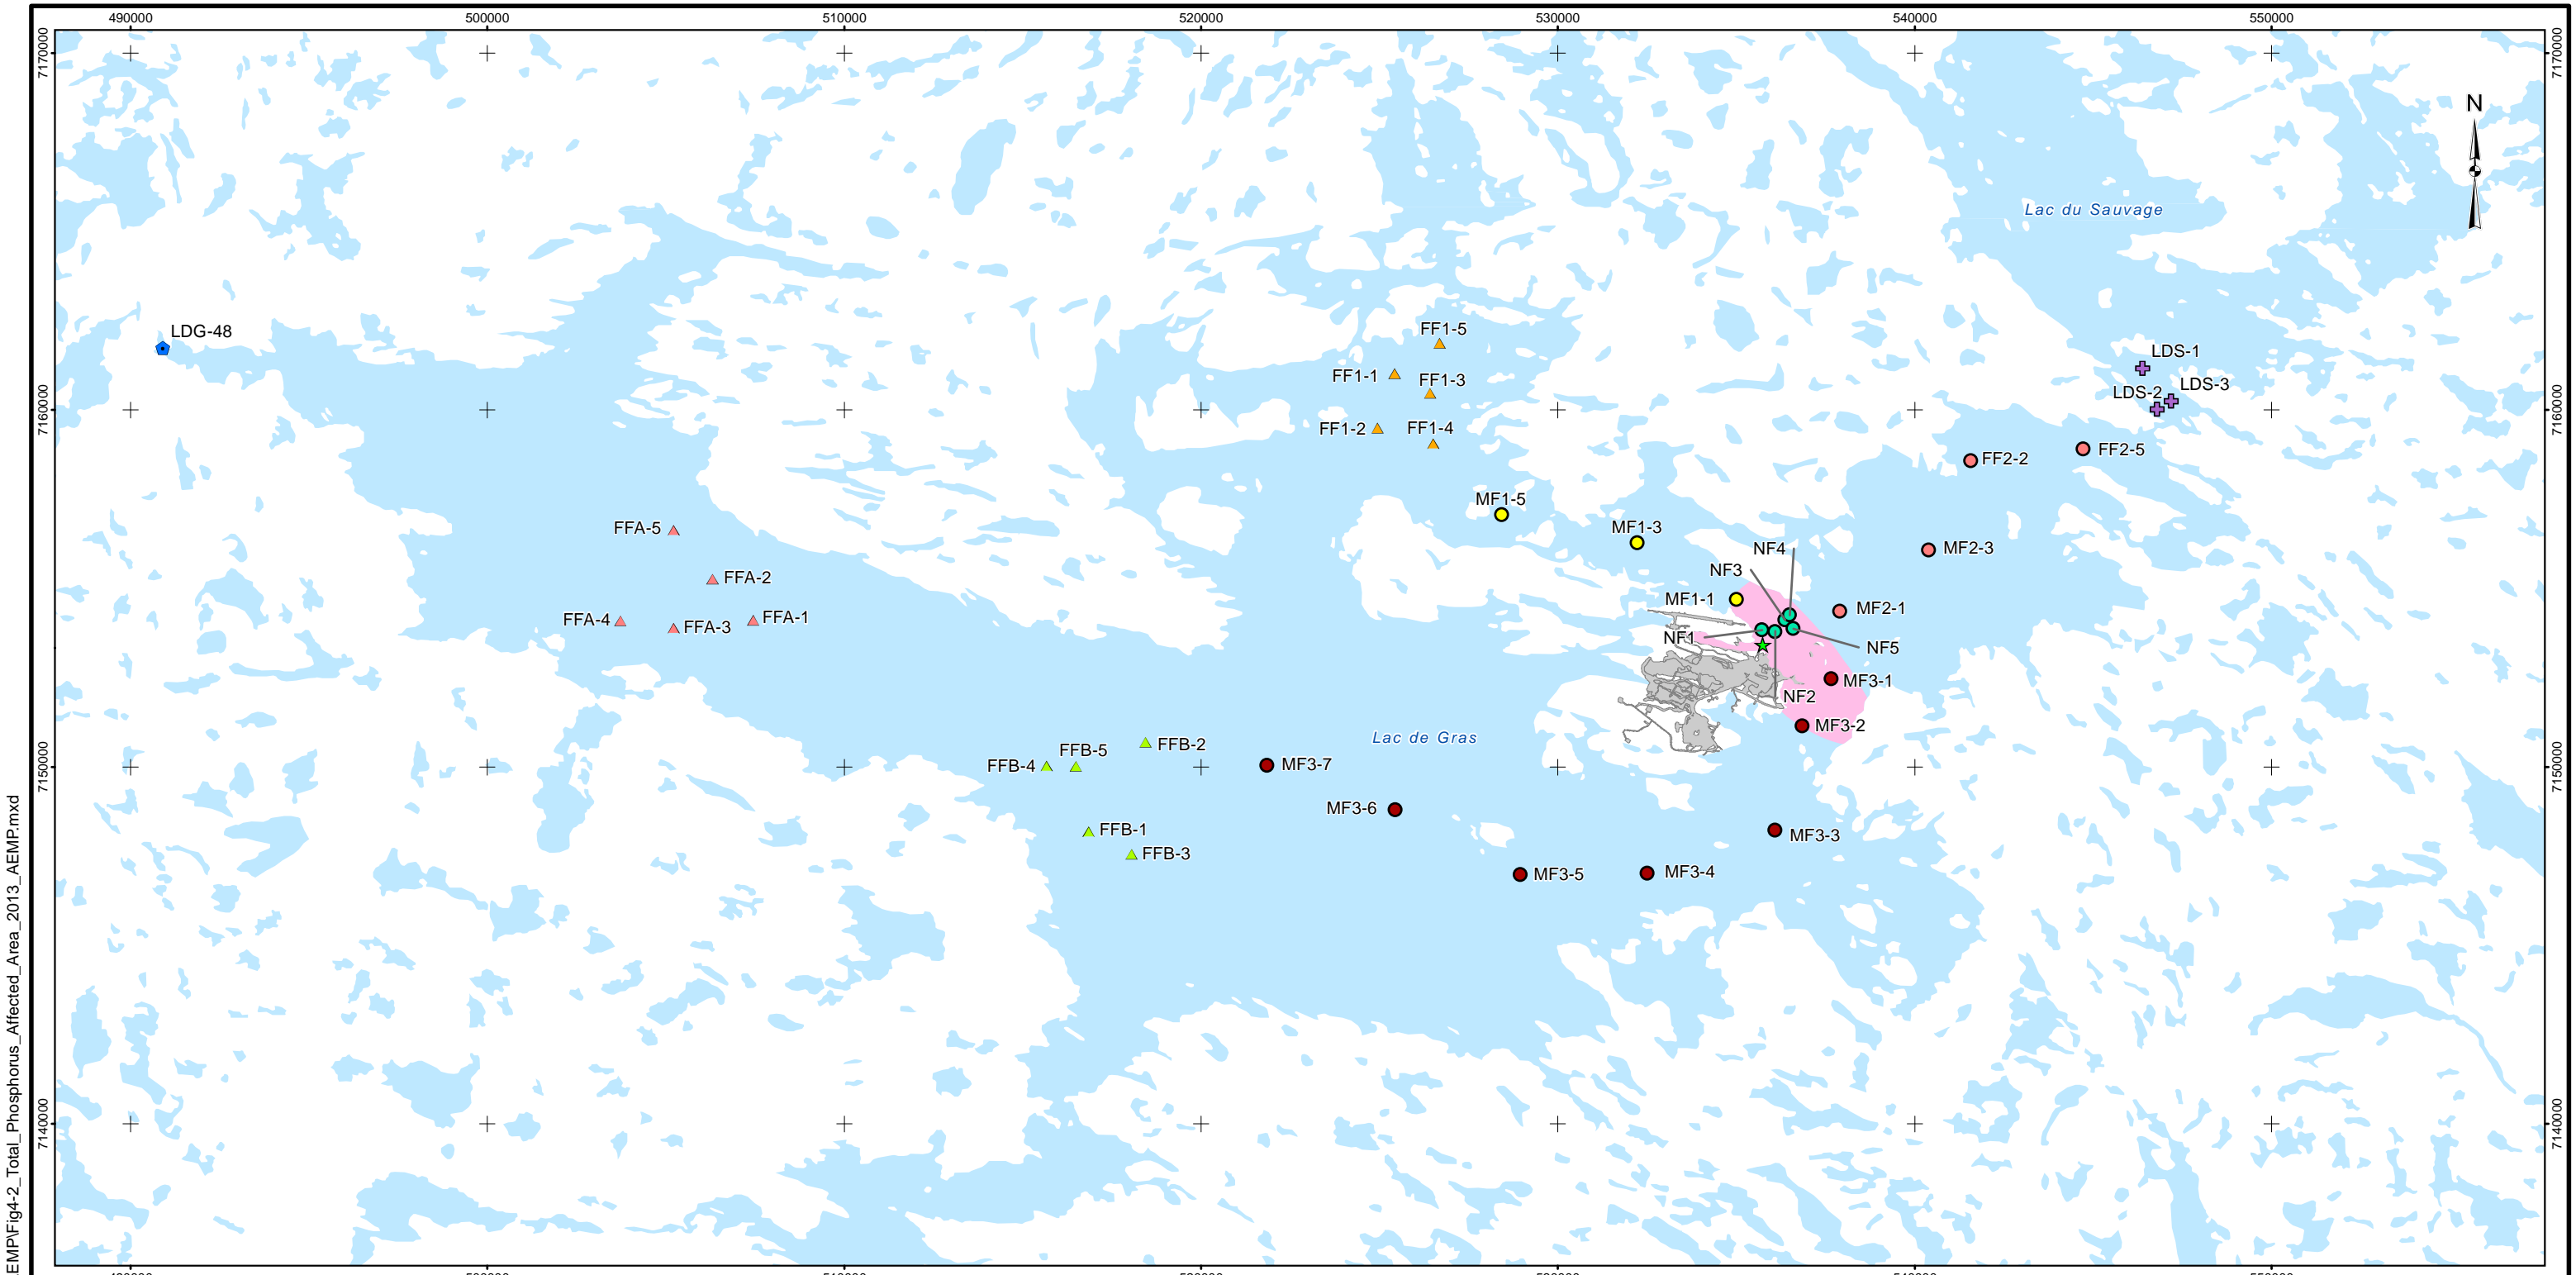 490000 500000 510000 520000 530000 540000 550000
7170000 7170000
N
Lac du Sauvage
LDG-48
FF1-5
LDS-1
FF1-1
FF1-3
LDS-3
LDS-2
7160000 7160000
FF1-2
FF1-4
FF2-2
FF2-5
MF1-5
FFA-5
MF1-3
NF4
MF2-3
NF3
FFA-2
MF1-1
MF2-1
FFA-4
FFA-3
FFA-1
NF1
NF5
MF3-1
NF2
MF3-2
Lac de Gras
FFB-5
FFB-2
FFB-4
MF3-7
7150000 7150000
MF3-6
FFB-1
MF3-3
FFB-3
MF3-5
MF3-4
7140000 7140000
EMP\Fig4-2_Total_Phosphorus_Affected_Area_2013_AEMP.mxd